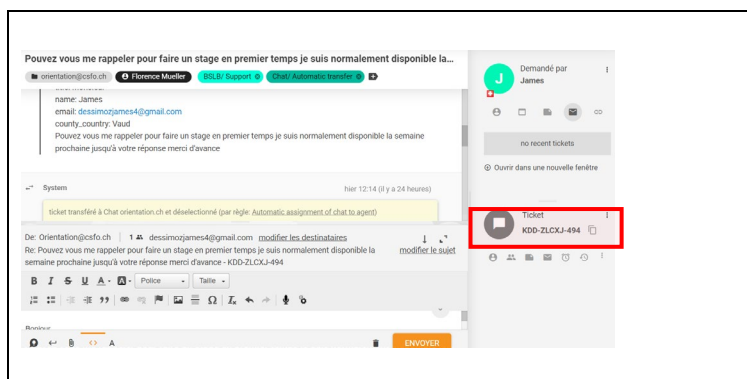 Pouvez vous me rappeler pour faire un stage en premier temps je suis normalement disponible la...
orientation@csfo.ch Florence Mueller BSLB/ Support Chat/ Automatic transfer
name: James
email: dessimozjames4@gmail.com
county_country: Vaud
Pouvez vous me rappeler pour faire un stage en premier temps je suis normalement disponible la semaine
prochaine jusqu'à votre réponse merci d'avance
System hier 12:14 (il y a 24 heures)
ticket transféré à Chat orientation.ch et déselectionné (par règle: Automatic assignment of chat to agent)
De: Orientation@csfo.ch 1 dessimozjames4@gmail.com modifier les destinataires
Re: Pouvez vous me rappeler pour faire un stage en premier temps je suis normalement disponible la modifier le sujet
semaine prochaine jusqu'à votre réponse merci d'avance - KDD-ZLCXJ-494
B I S U A A Police Taille
Ω Ix
Bonjour
A ENVOYER
J
Demandé par
James
no recent tickets
Ouvrir dans une nouvelle fenêtre
Ticket
KDD-ZLCXJ-494